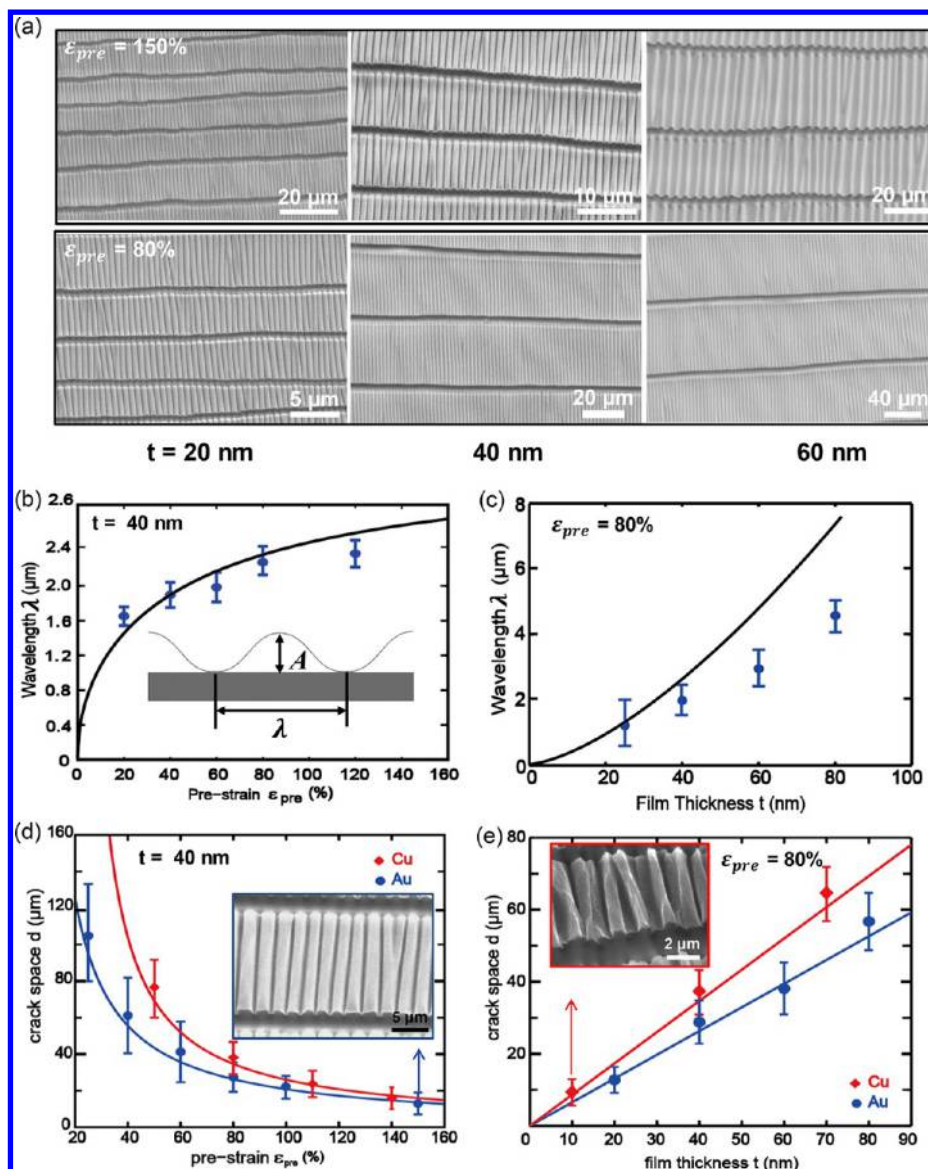 (a)
εpre = 150%
20 μm
10 μm
20 μm
εpre = 80%
5 μm
20 μm
40 μm
t = 20 nm 40 nm 60 nm
(b)
t = 40 nm
Wavelength λ (μm)
2.6
2.4
2.0
1.6
1.2
0.8
0.4
0
A
λ
0 20 40 60 80 100 120 140 160
Pre-strain εpre (%)
(c)
εpre = 80%
Wavelength λ (μm)
8
6
4
2
0
0 20 40 60 80 100
Film Thickness t (nm)
(d)
t = 40 nm
Cu
Au
crack space d (μm)
160
120
80
40
0
5 μm
20 40 60 80 100 120 140 160
pre-strain εpre (%)
(e)
εpre = 80%
crack space d (μm)
80
60
40
20
2 μm
Cu
Au
0 10 20 30 40 50 60 70 80 90
film thickness t (nm)